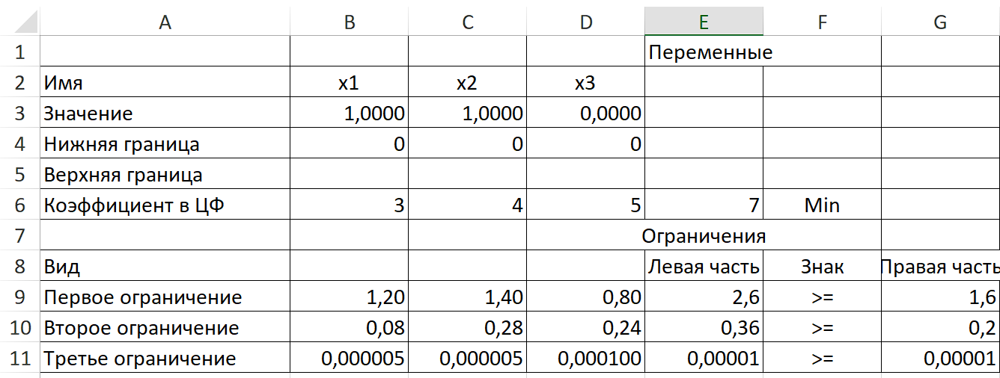 A B C D E F G
1 Переменные
2 Имя x1 x2 x3
3 Значение 1,0000 1,0000 0,0000
4 Нижняя граница 0 0 0
5 Верхняя граница
6 Коэффициент в ЦФ 3 4 5 7 Min
7 Ограничения
8 Вид Левая часть Знак Правая часть
9 Первое ограничение 1,20 1,40 0,80 2,6 >= 1,6
10 Второе ограничение 0,08 0,28 0,24 0,36 >= 0,2
11 Третье ограничение 0,000005 0,000005 0,000100 0,00001 >= 0,00001